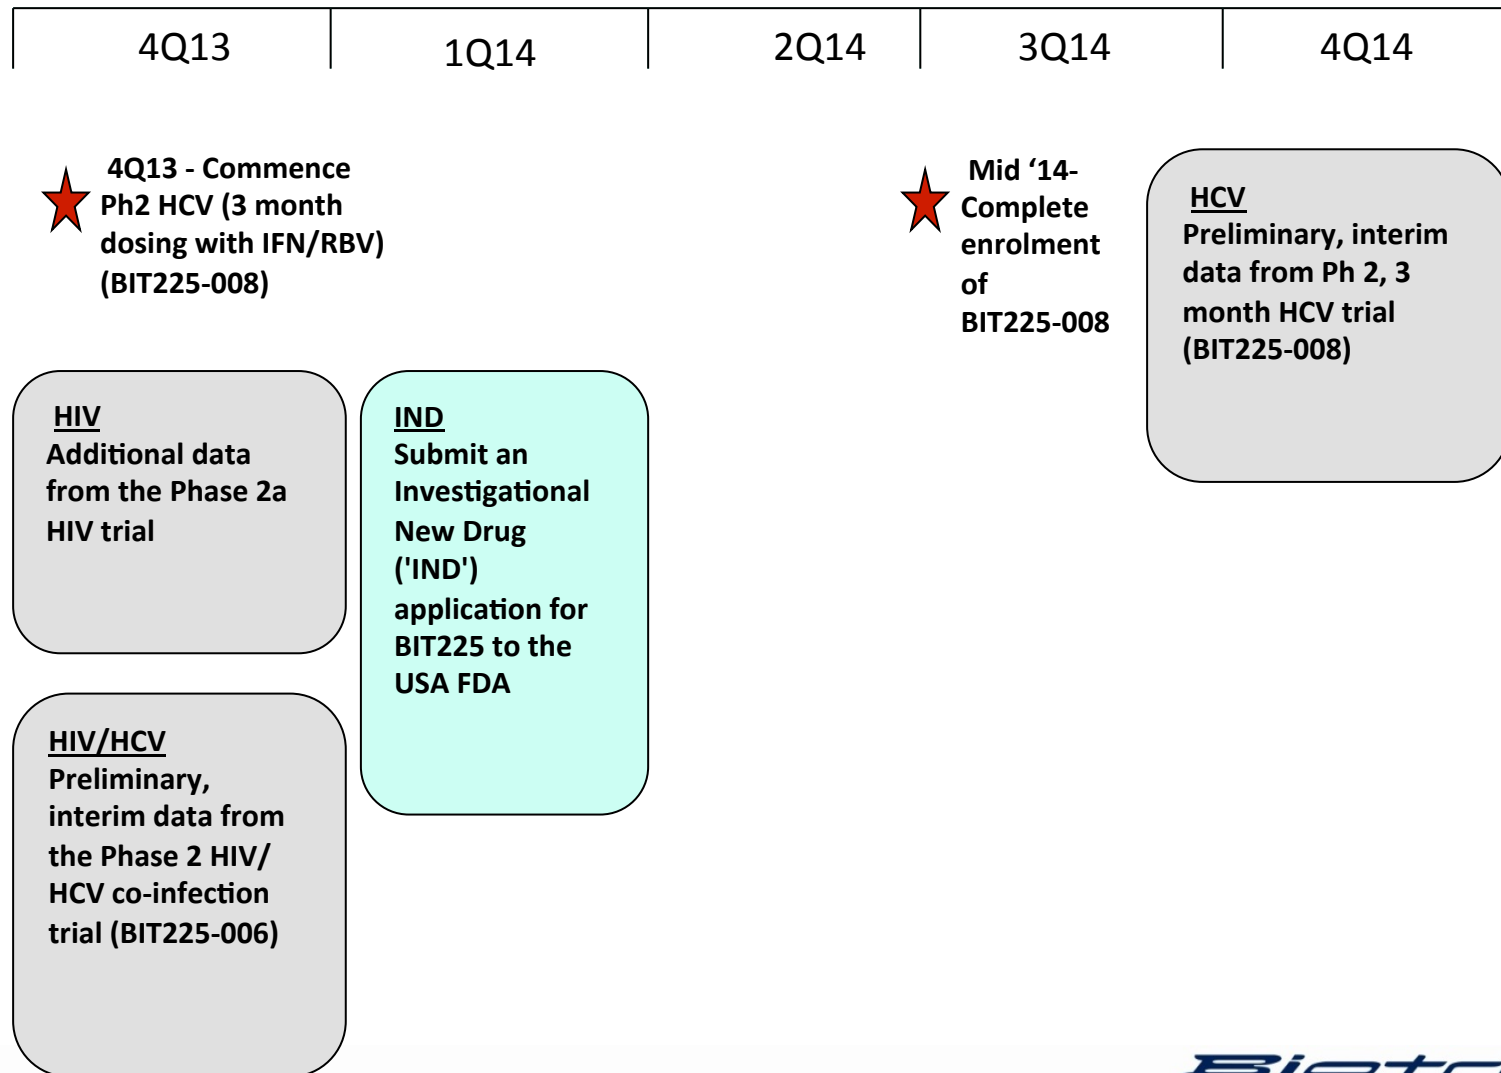 4Q13
1Q14
2Q14
3Q14
4Q14
4Q13 - Commence
Ph2 HCV (3 month
dosing with IFN/RBV)
(BIT225-008)
Mid ‘14-
Complete
enrolment
of
BIT225-008
HCV
Preliminary, interim
data from Ph 2, 3
month HCV trial
(BIT225-008)
HIV
Additional data
from the Phase 2a
HIV trial
IND
Submit an
Investigational
New Drug
('IND')
application for
BIT225 to the
USA FDA
HIV/HCV
Preliminary,
interim data from
the Phase 2 HIV/
HCV co-infection
trial (BIT225-006)